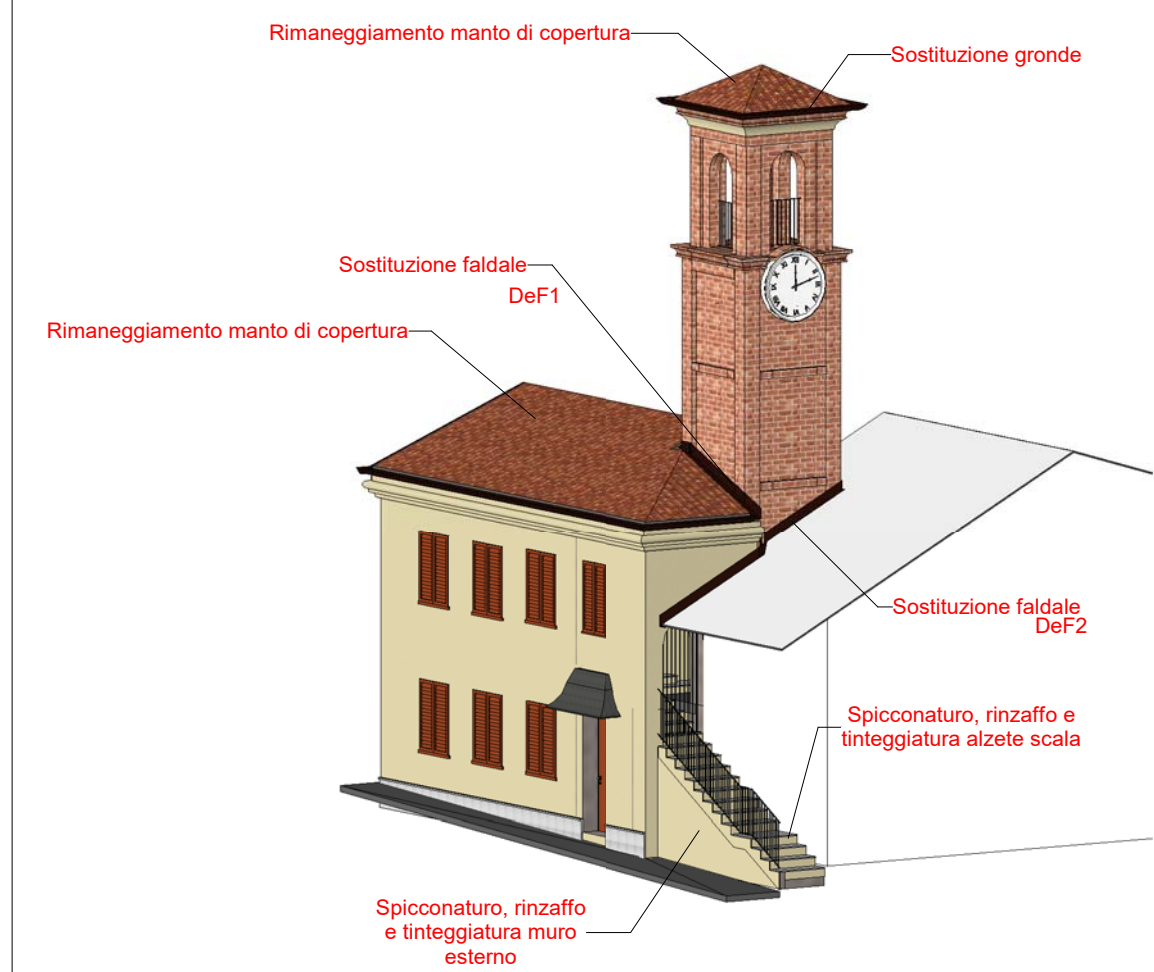 Rimaneggiamento manto di copertura
Sostituzione gronde
Sostituzione faldale
DeF1
Rimaneggiamento manto di copertura
Sostituzione faldale
DeF2
Spicconaturo, rinzaffo e
tinteggiatura alzete scala
Spicconaturo, rinzaffo
e tinteggiatura muro
esterno